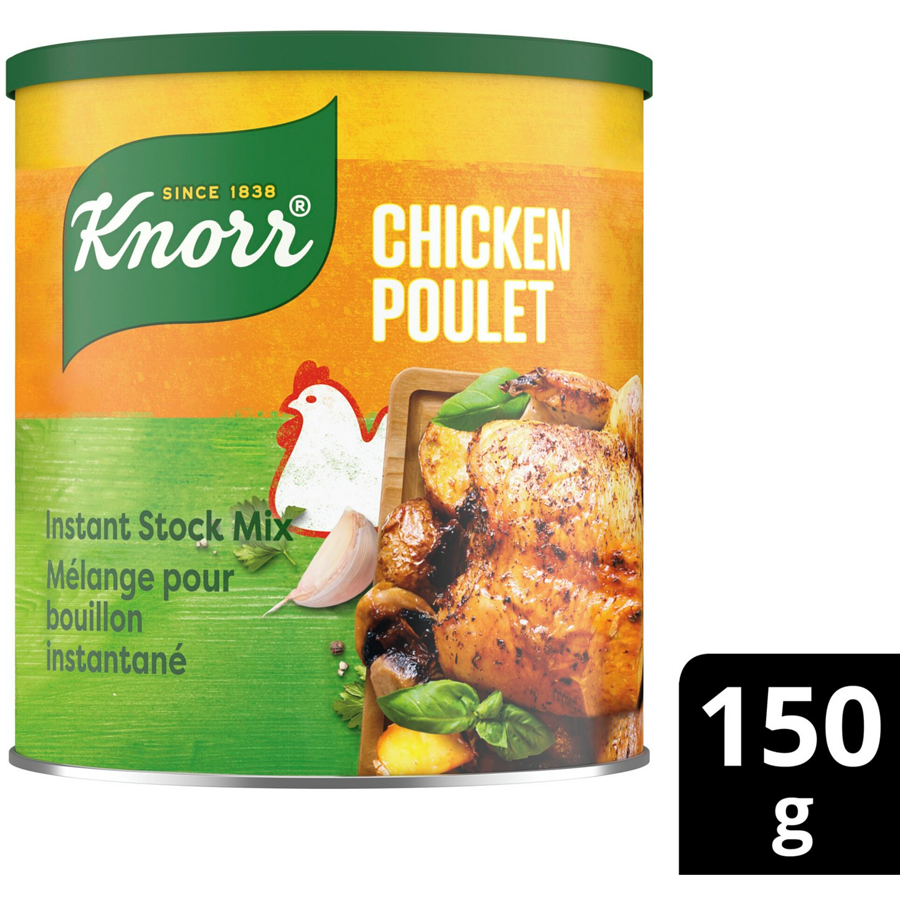 SINCE 1838
Knorr®
CHICKEN
POULET
Instant Stock Mix
Mélange pour
bouillon
instantané
150
g